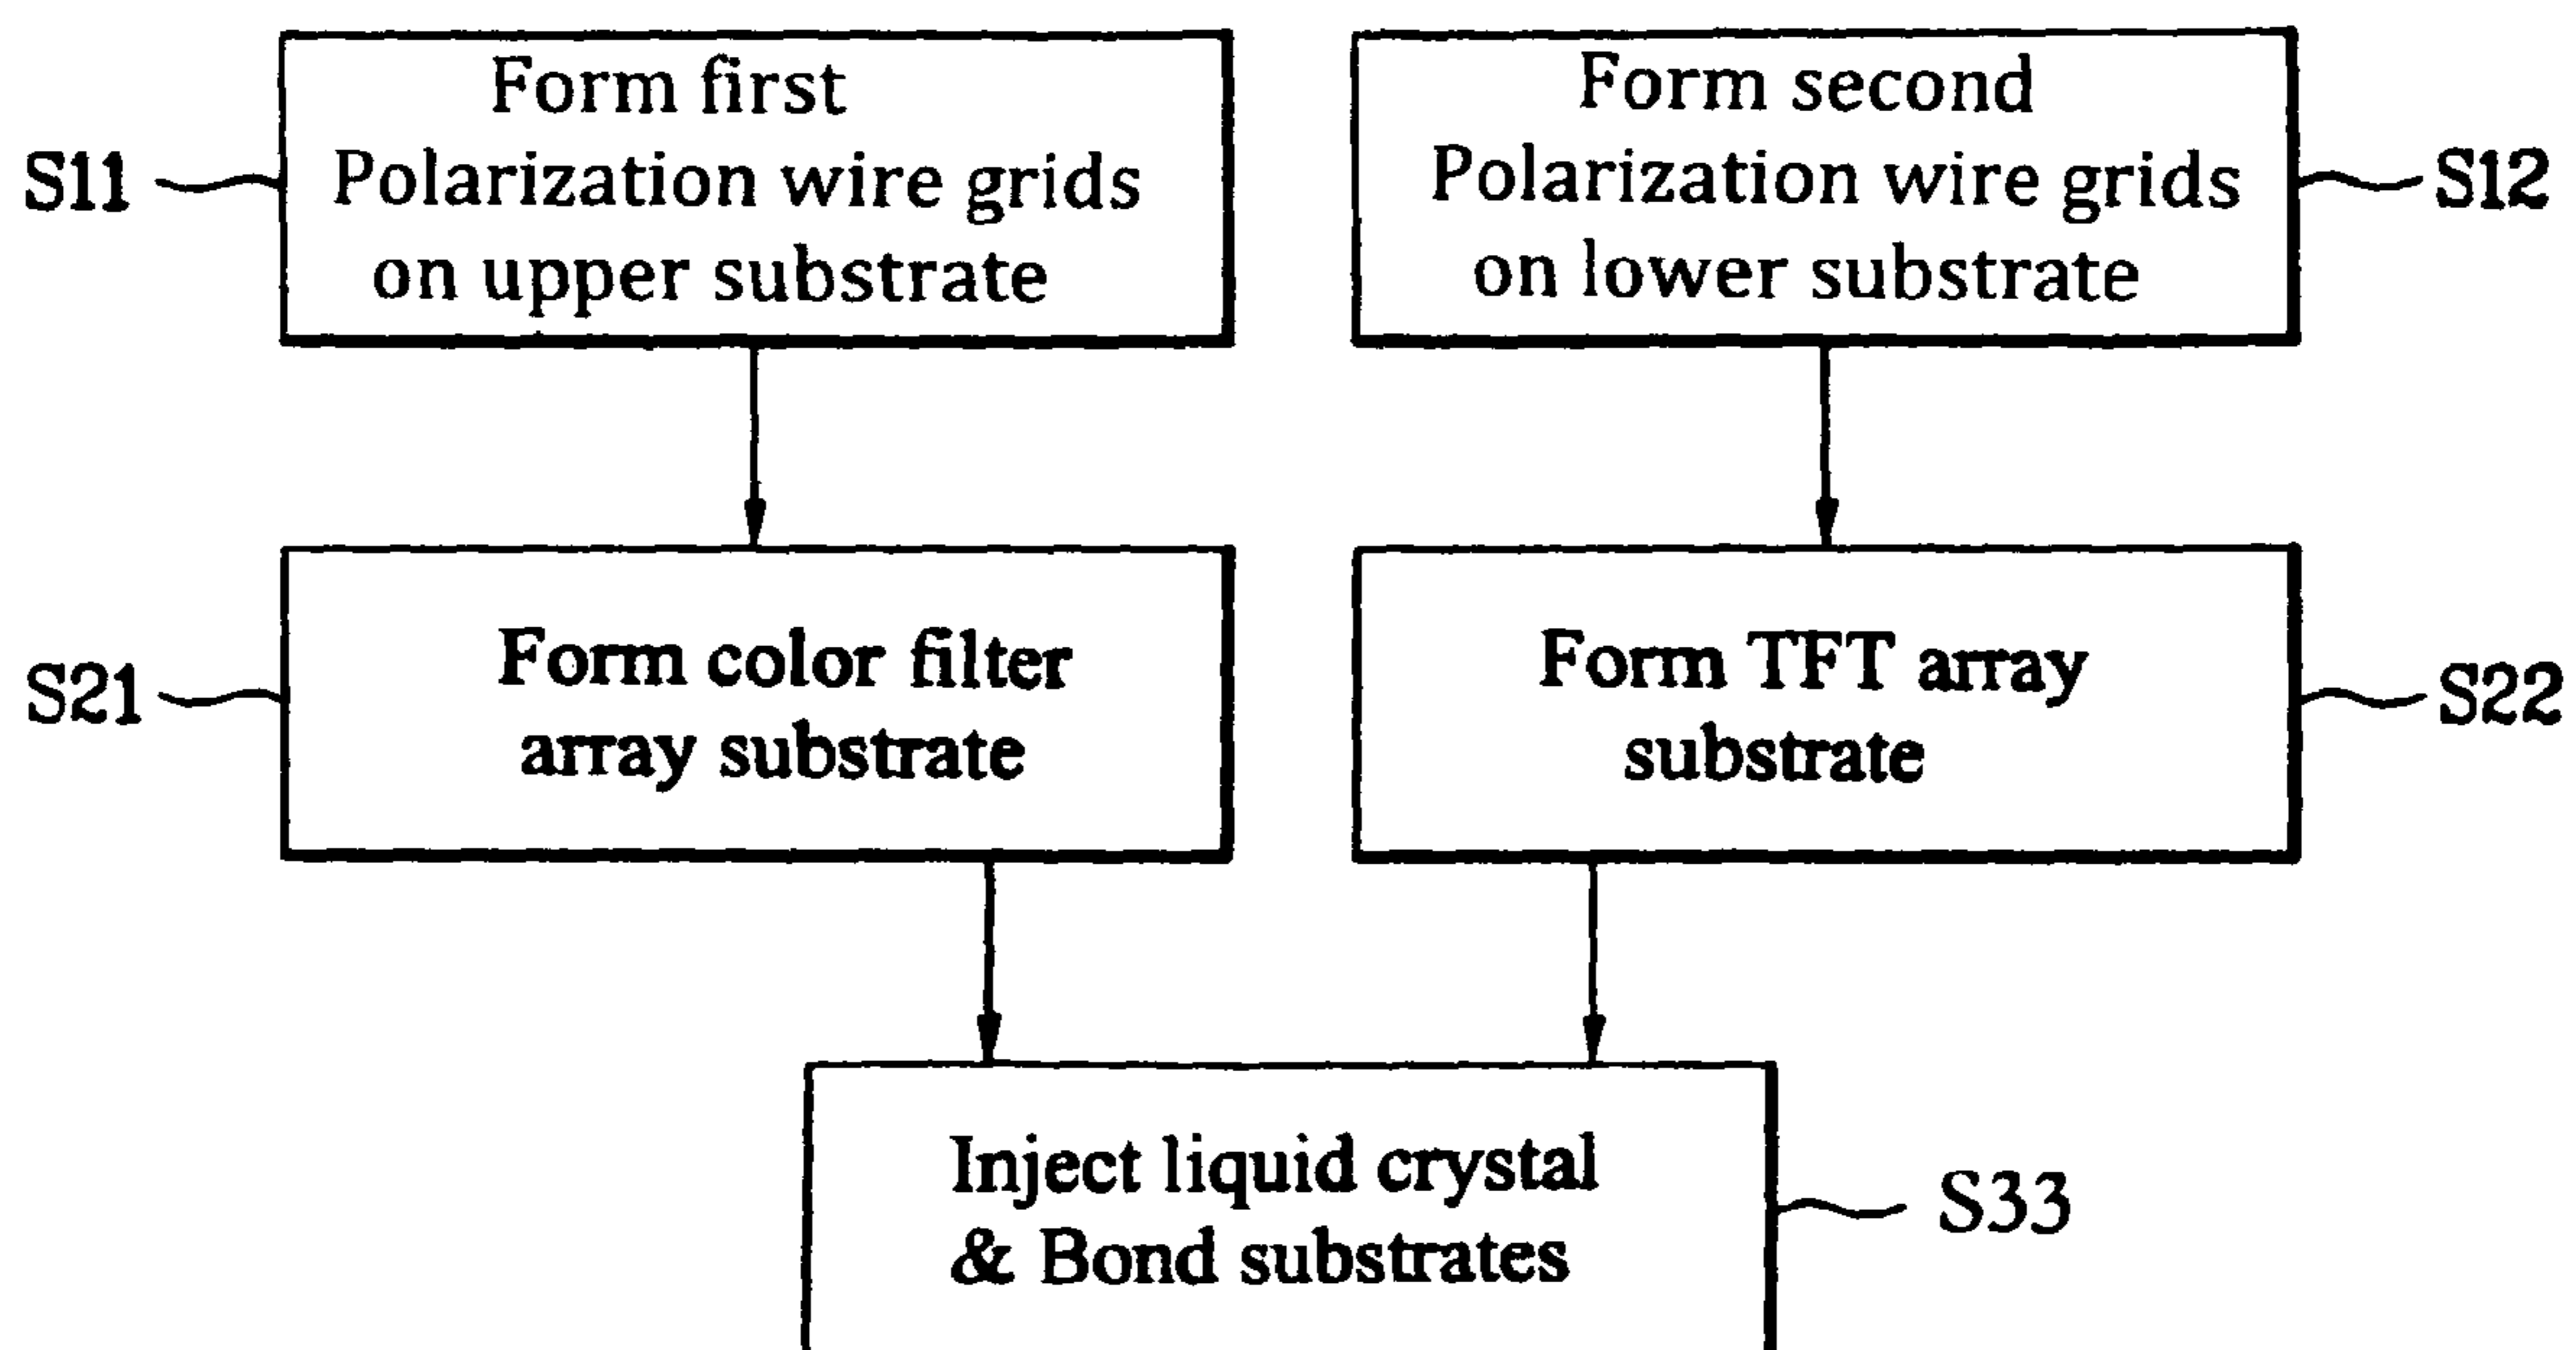 S11
Form first
Polarization wire grids
on upper substrate
Form second
Polarization wire grids
on lower substrate
S12
S21
Form color filter
array substrate
Form TFT array
substrate
S22
Inject liquid crystal
& Bond substrates
S33